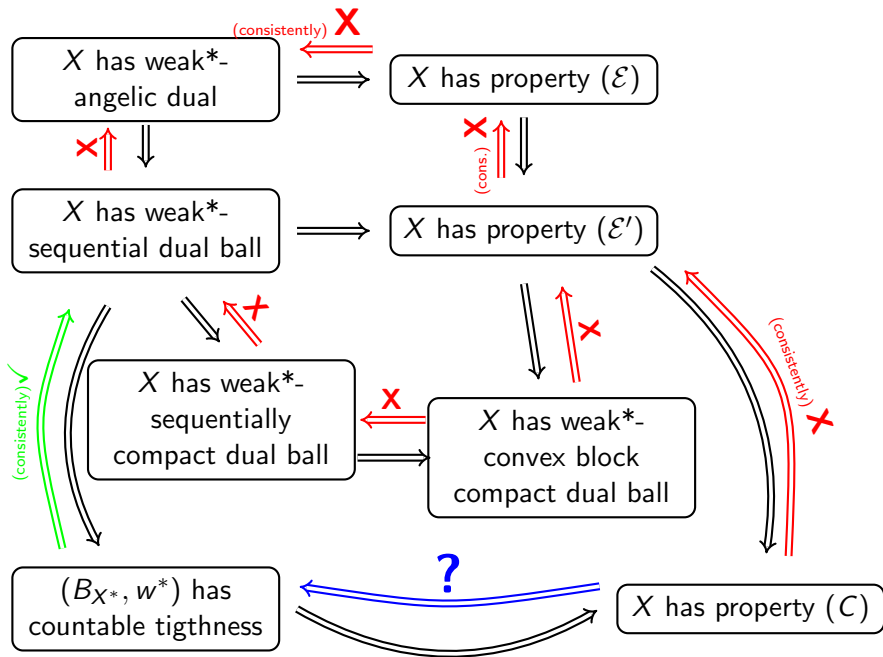 (consistently) X
X has weak*-
angelic dual
X has property (ℰ)
X
X
(cons.)
X has weak*-
sequential dual ball
X has property (ℰ′)
X
X
(consistently) ✓
(consistently) X
X has weak*-
sequentially
compact dual ball
X
X has weak*-
convex block
compact dual ball
?
(B_{X*}, w*) has
countable tigthness
X has property (C)